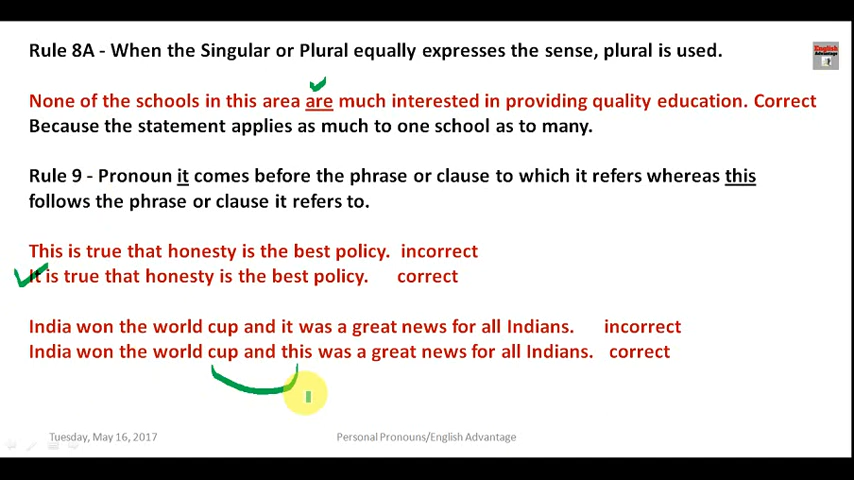 Rule 8A - When the Singular or Plural equally expresses the sense, plural is used.
English
Advantage
None of the schools in this area are much interested in providing quality education. Correct
Because the statement applies as much to one school as to many.
Rule 9 - Pronoun it comes before the phrase or clause to which it refers whereas this
follows the phrase or clause it refers to.
This is true that honesty is the best policy. incorrect
It is true that honesty is the best policy. correct
India won the world cup and it was a great news for all Indians. incorrect
India won the world cup and this was a great news for all Indians. correct
Tuesday, May 16, 2017
Personal Pronouns/English Advantage